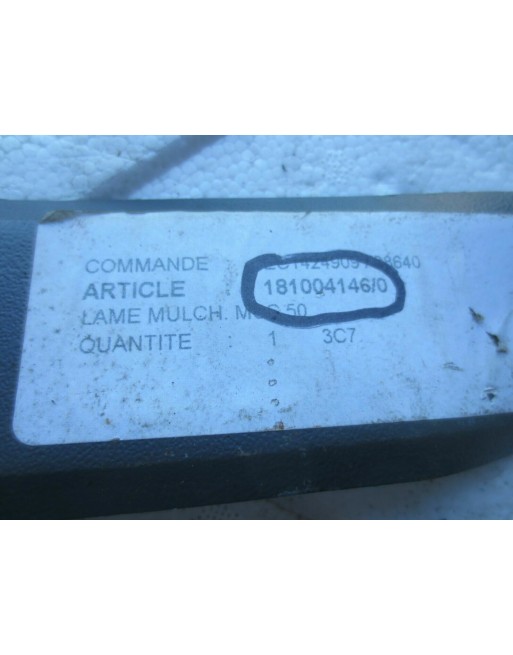 COMMANDE
ARTICLE 181004146/0
LAME MULCH. 50
QUANTITE : 1 3C7